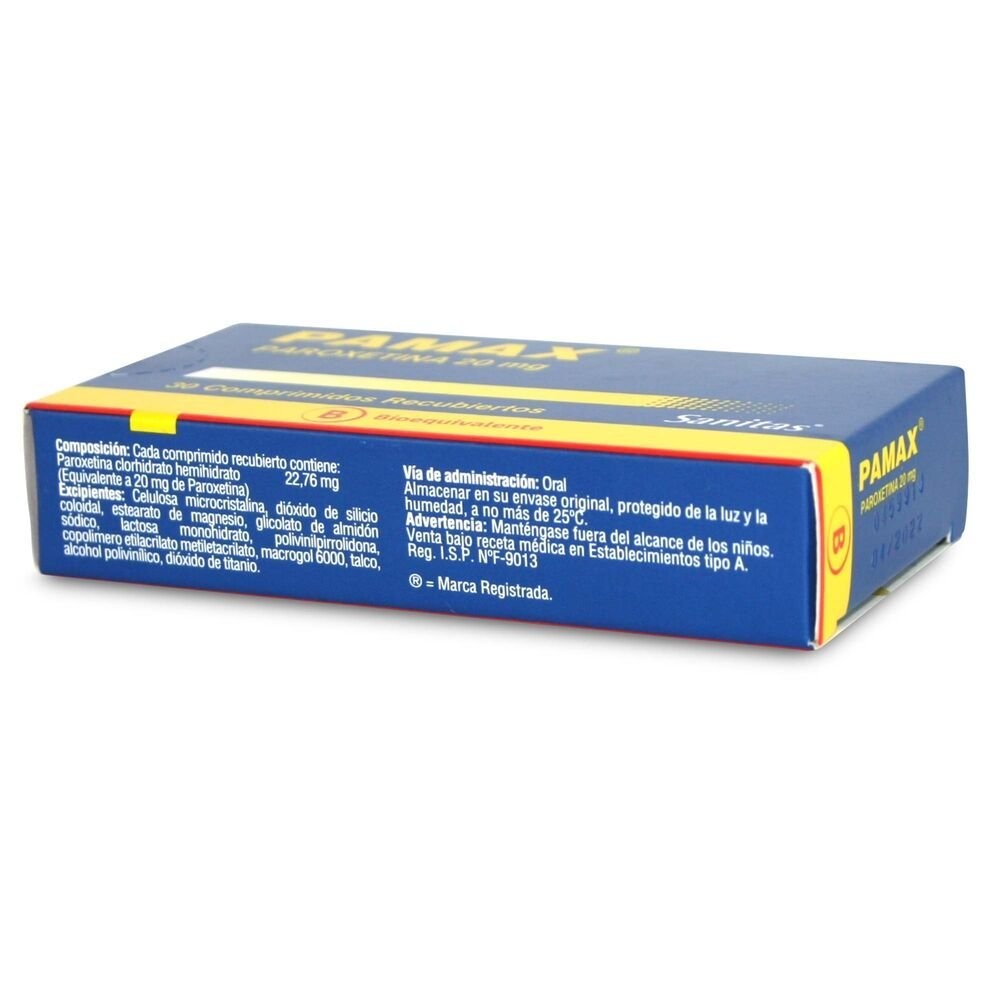 PAMAX®
PAROXETINA 20 mg
30 Comprimidos Recubiertos
B Bioequivalente
Sanitas®
Composición: Cada comprimido recubierto contiene:
Paroxetina clorhidrato hemihidrato 22,76 mg
(Equivalente a 20 mg de Paroxetina)
Excipientes: Celulosa microcristalina, dióxido de silicio
coloidal, estearato de magnesio, glicolato de almidón
sódico, lactosa monohidrato, polivinilpirrolidona,
copolimero etilacrilato metiletacrilato, macrogol 6000, talco,
alcohol polivinílico, dióxido de titanio.
Vía de administración: Oral
Almacenar en su envase original, protegido de la luz y la
humedad, a no más de 25°C.
Advertencia: Manténgase fuera del alcance de los niños.
Venta bajo receta médica en Establecimientos tipo A.
Reg. I.S.P. N°F-9013
® = Marca Registrada.
PAMAX®
PAROXETINA 20 mg
B
04/2022